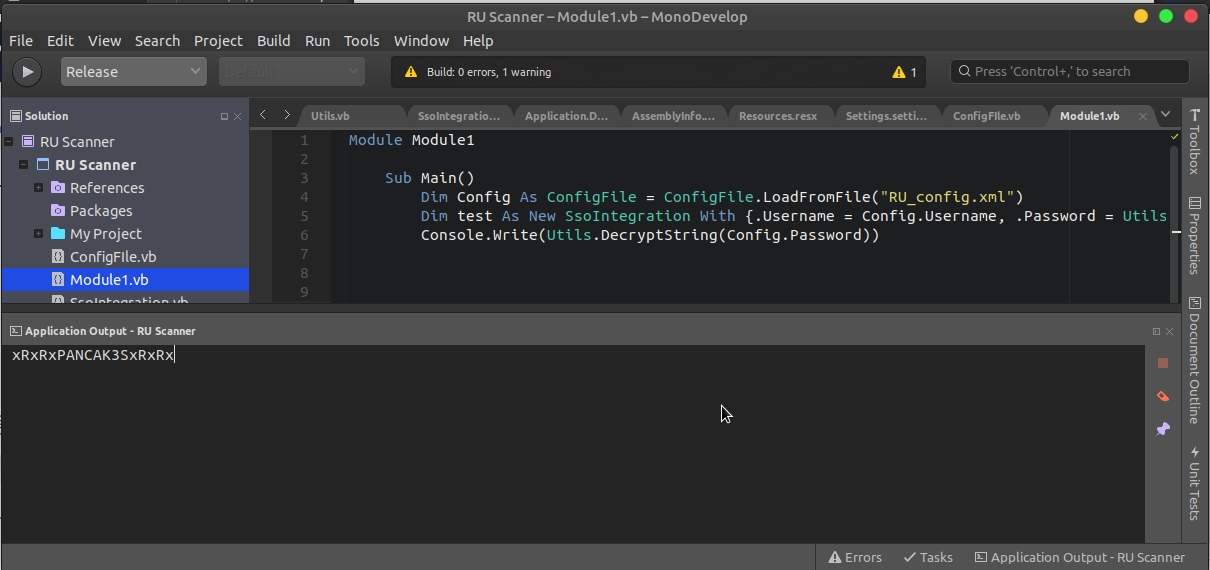 RU Scanner – Module1.vb – MonoDevelop
File Edit View Search Project Build Run Tools Window Help
Release Default Build: 0 errors, 1 warning 1 Press 'Control+,' to search
Solution
Utils.vb SsoIntegratio... Application.D... AssemblyInfo.... Resources.resx Settings.setti... ConfigFIle.vb Module1.vb
RU Scanner
RU Scanner
References
Packages
My Project
ConfigFIle.vb
Module1.vb
SsoIntegration.vb
1 Module Module1
2
3 Sub Main()
4 Dim Config As ConfigFile = ConfigFile.LoadFromFile("RU_config.xml")
5 Dim test As New SsoIntegration With {.Username = Config.Username, .Password = Utils
6 Console.Write(Utils.DecryptString(Config.Password))
7
8
9
Toolbox
Properties
Document Outline
Unit Tests
Application Output - RU Scanner
xRxRxPANCAK3SxRxRx
Errors Tasks Application Output - RU Scanner